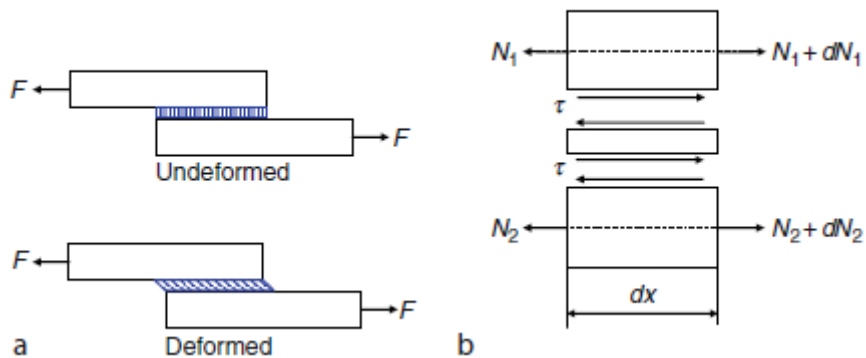 F
F
Undeformed
F
F
a
Deformed
b
N1
N1 + dN1
τ
τ
N2
N2 + dN2
dx